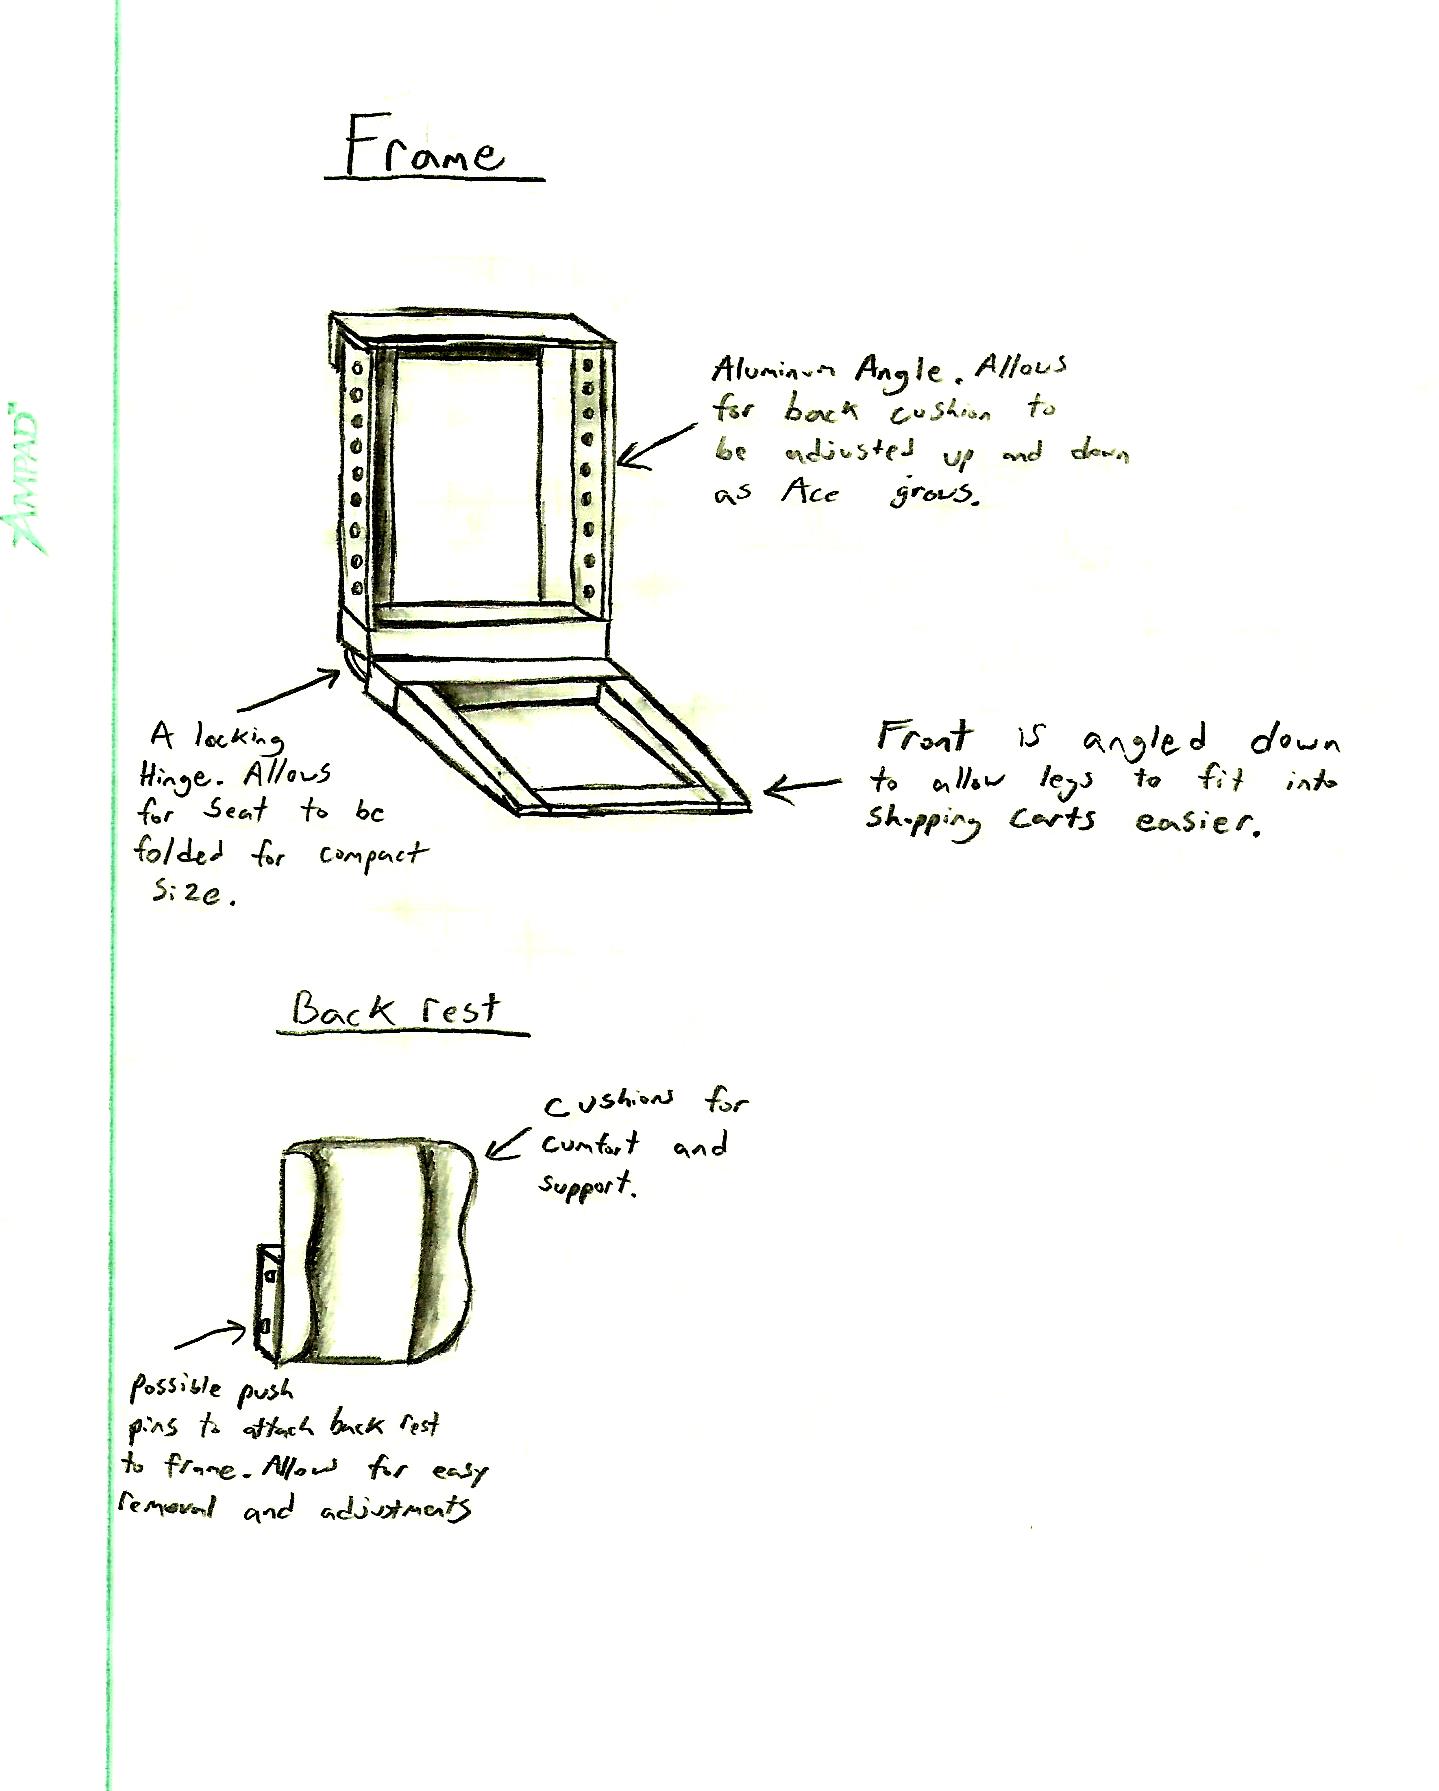 AMPAD™
Frame
Aluminum Angle. Allows
for back cushion to
be adjusted up and down
as Ace grows.
A locking
Hinge. Allows
for seat to be
folded for compact
size.
Front is angled down
to allow legs to fit into
shopping carts easier.
Back rest
Cushions for
cumfort and
support.
Possible push
pins to attach back rest
to frame. Allows for easy
removal and adjustments